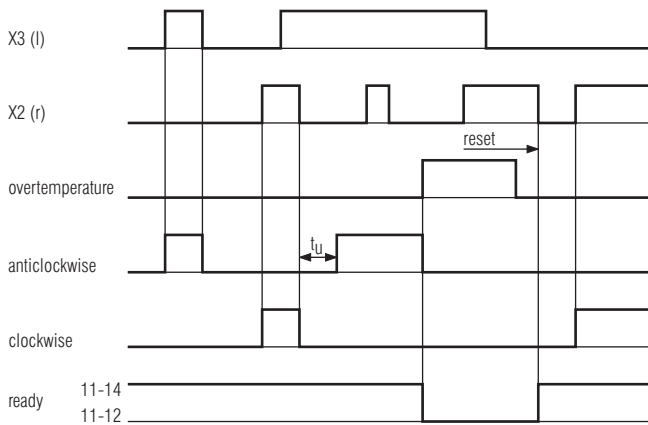 X3 (l)
X2 (r)
reset
overtemperature
tu
anticlockwise
clockwise
11-14
ready
11-12